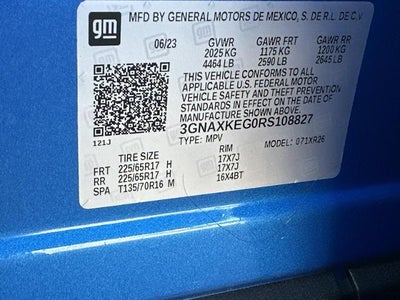 gm
MFD BY GENERAL MOTORS DE MEXICO, S. DE R.L. DE C.V
06/23 GVWR GAWR FRT GAWR RR
2025 KG 1175 KG 1200 KG
4464 LB 2590 LB 2645 LB
THIS VEHICLE CONFORMS TO ALL
APPLICABLE U.S. FEDERAL MOTOR
VEHICLE SAFETY AND THEFT
PREVENTION STANDARDS IN EFFECT
ON THE DATE OF
MANUFACTURE SHOWN ABOVE.
3GNAXKEG0RS108827
121J TYPE: MPV MODEL: 071XR26
TIRE SIZE RIM
FRT 225/65R17 H 17X7J
RR 225/65R17 H 17X7J
SPA T135/70R16 M 16X4BT